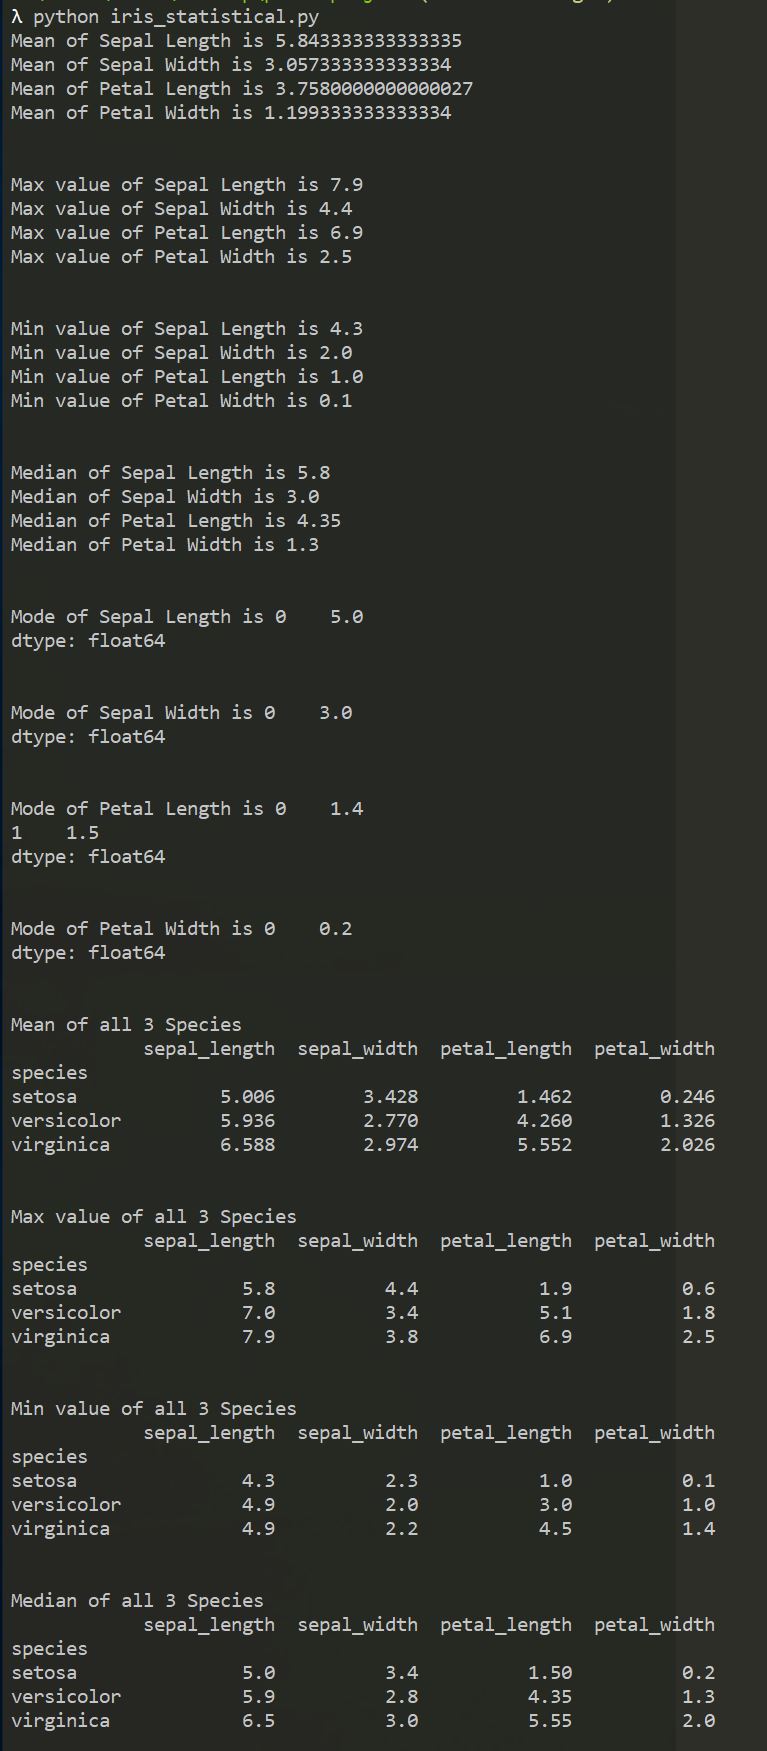 λ python iris_statistical.py
Mean of Sepal Length is 5.843333333333335
Mean of Sepal Width is 3.057333333333334
Mean of Petal Length is 3.7580000000000027
Mean of Petal Width is 1.199333333333334
Max value of Sepal Length is 7.9
Max value of Sepal Width is 4.4
Max value of Petal Length is 6.9
Max value of Petal Width is 2.5
Min value of Sepal Length is 4.3
Min value of Sepal Width is 2.0
Min value of Petal Length is 1.0
Min value of Petal Width is 0.1
Median of Sepal Length is 5.8
Median of Sepal Width is 3.0
Median of Petal Length is 4.35
Median of Petal Width is 1.3
Mode of Sepal Length is 0    5.0
dtype: float64
Mode of Sepal Width is 0    3.0
dtype: float64
Mode of Petal Length is 0    1.4
1    1.5
dtype: float64
Mode of Petal Width is 0    0.2
dtype: float64
Mean of all 3 Species
sepal_length  sepal_width  petal_length  petal_width
species
setosa             5.006        3.428         1.462        0.246
versicolor         5.936        2.770         4.260        1.326
virginica          6.588        2.974         5.552        2.026
Max value of all 3 Species
sepal_length  sepal_width  petal_length  petal_width
species
setosa               5.8          4.4           1.9          0.6
versicolor           7.0          3.4           5.1          1.8
virginica            7.9          3.8           6.9          2.5
Min value of all 3 Species
sepal_length  sepal_width  petal_length  petal_width
species
setosa               4.3          2.3           1.0          0.1
versicolor           4.9          2.0           3.0          1.0
virginica            4.9          2.2           4.5          1.4
Median of all 3 Species
sepal_length  sepal_width  petal_length  petal_width
species
setosa               5.0          3.4          1.50          0.2
versicolor           5.9          2.8          4.35          1.3
virginica            6.5          3.0          5.55          2.0